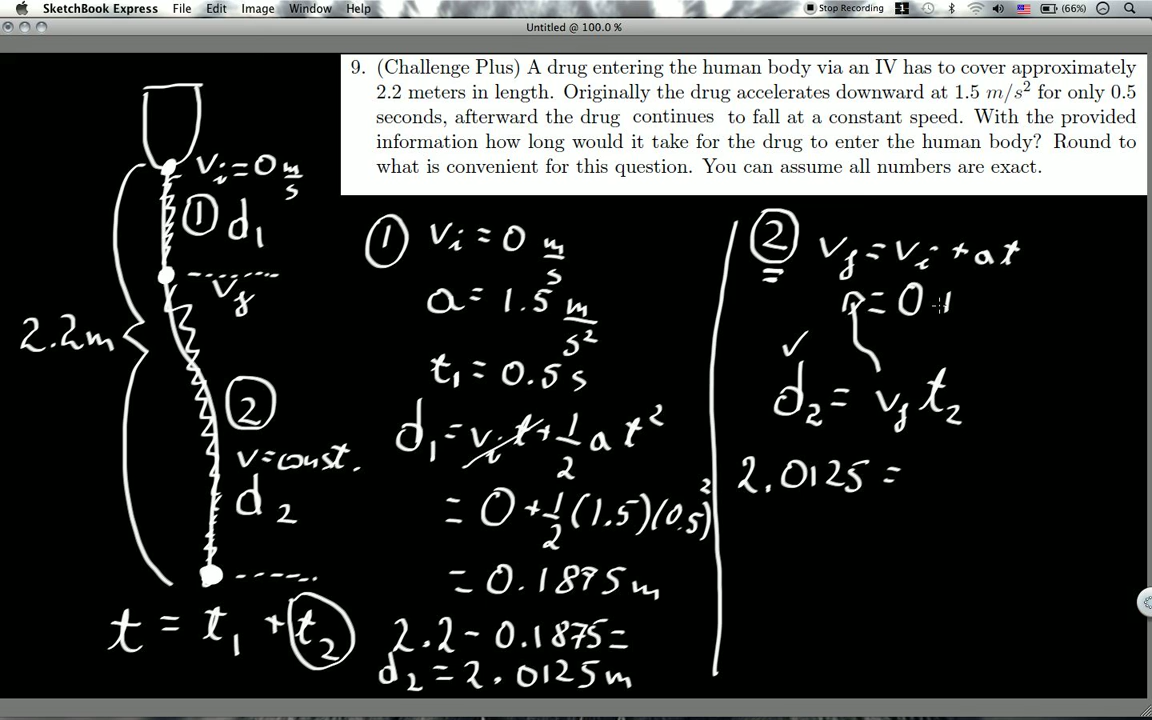 SketchBook Express File Edit Image Window Help Stop Recording 1 (66%)
Untitled @ 100.0 %
9. (Challenge Plus) A drug entering the human body via an IV has to cover approximately
2.2 meters in length. Originally the drug accelerates downward at 1.5 m/s² for only 0.5
seconds, afterward the drug continues to fall at a constant speed. With the provided
information how long would it take for the drug to enter the human body? Round to
what is convenient for this question. You can assume all numbers are exact.
vi=0 m/s
① d₁
vf
2.2m
②
v=const.
d₂
t = t₁ + t₂
① vi = 0 m/s
a = 1.5 m/s²
t₁ = 0.5 s
d₁ = vit + 1/2 a t²
= 0 + 1/2 (1.5)(0.5)²
= 0.1875 m
2.2 - 0.1875 =
d₂ = 2.0125 m
② vf = vi + at
= 0 +
d₂ = vf t₂
2.0125 =